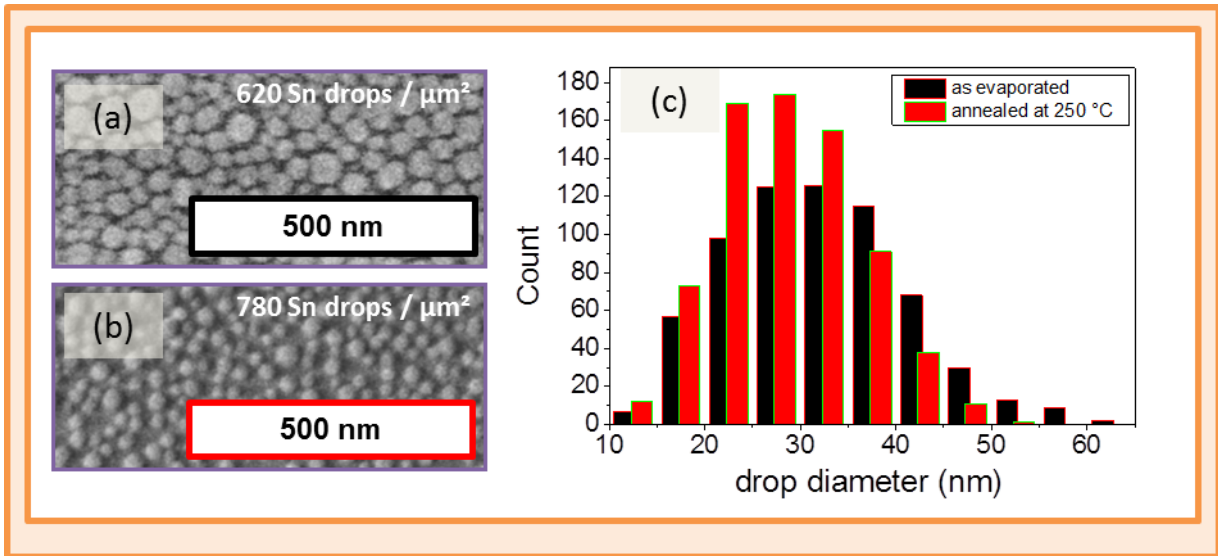 (a)
620 Sn drops / µm²
500 nm
(b)
780 Sn drops / µm²
500 nm
(c)
as evaporated
annealed at 250 °C
Count
180
160
140
120
100
80
60
40
20
0
10 20 30 40 50 60
drop diameter (nm)